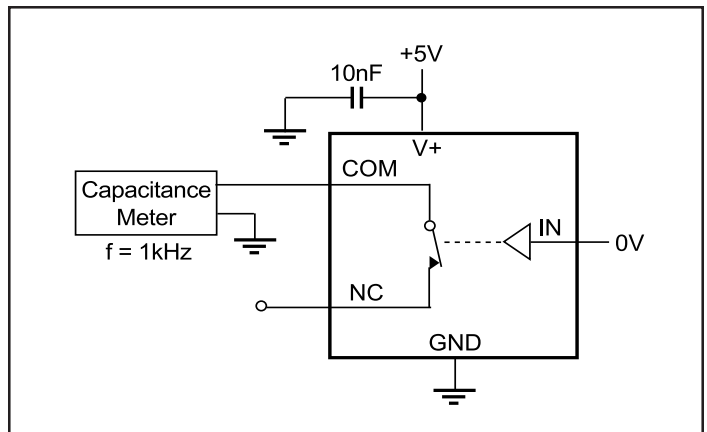 +5V
10nF
V+
COM
Capacitance
Meter
IN
0V
f = 1kHz
NC
GND